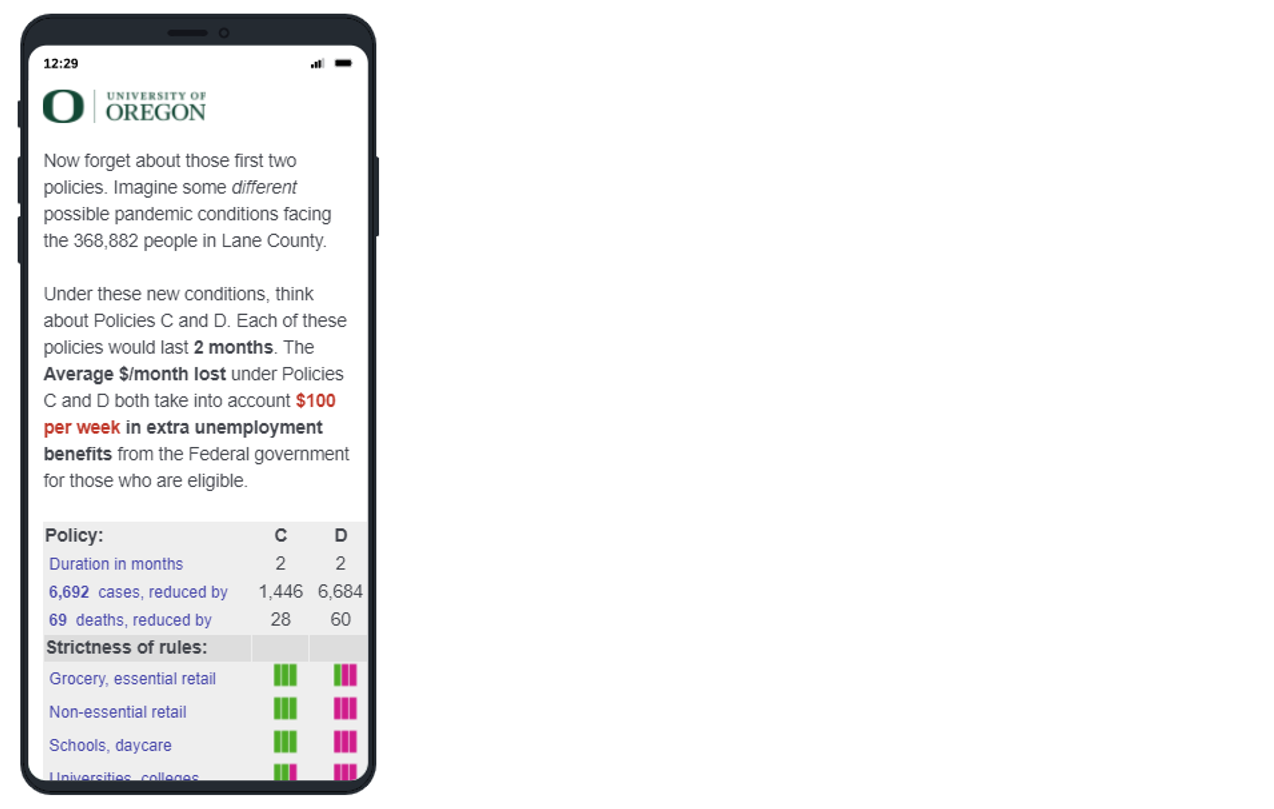 12:29
UNIVERSITY OF
OREGON
Now forget about those first two
policies. Imagine some different
possible pandemic conditions facing
the 368,882 people in Lane County.
Under these new conditions, think
about Policies C and D. Each of these
policies would last 2 months. The
Average $/month lost under Policies
C and D both take into account $100
per week in extra unemployment
benefits from the Federal government
for those who are eligible.
Policy: C D
Duration in months 2 2
6,692 cases, reduced by 1,446 6,684
69 deaths, reduced by 28 60
Strictness of rules:
Grocery, essential retail
Non-essential retail
Schools, daycare
Universities, colleges